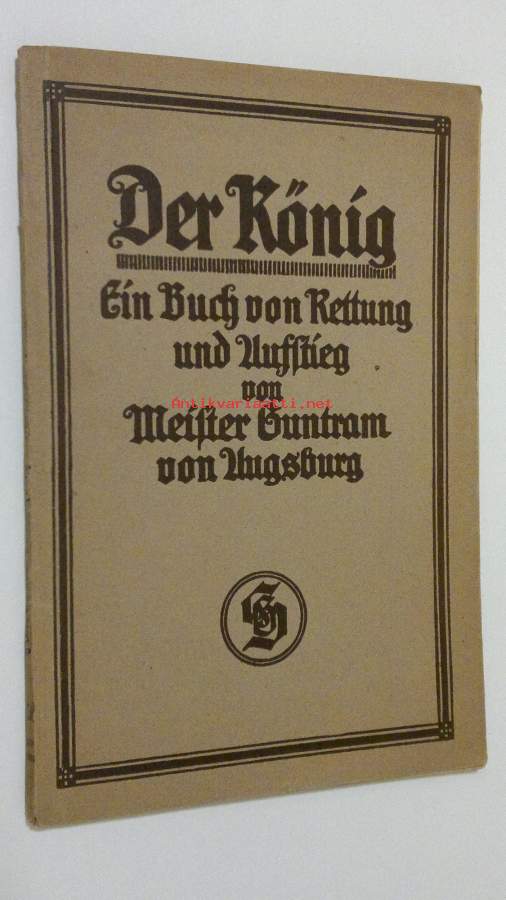 Der König
Ein Buch von Rettung
und Aufstieg
von
Antikvariaatti.net
Meister Guntram
von Augsburg